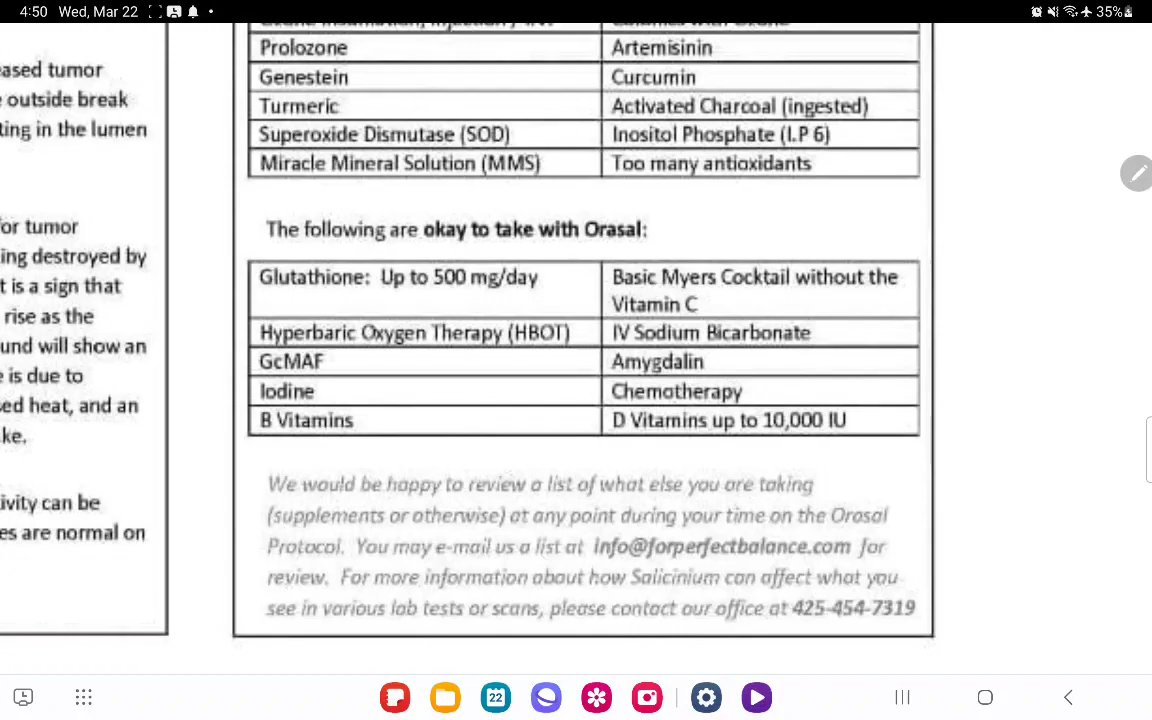 4:50 Wed, Mar 22
35%
Prolozone Artemisinin
Genestein Curcumin
Turmeric Activated Charcoal (ingested)
Superoxide Dismutase (SOD) Inositol Phosphate (I.P 6)
Miracle Mineral Solution (MMS) Too many antioxidants
The following are okay to take with Orasal:
Glutathione: Up to 500 mg/day Basic Myers Cocktail without the
Vitamin C
Hyperbaric Oxygen Therapy (HBOT) IV Sodium Bicarbonate
GcMAF Amygdalin
Iodine Chemotherapy
B Vitamins D Vitamins up to 10,000 IU
We would be happy to review a list of what else you are taking
(supplements or otherwise) at any point during your time on the Orasal
Protocol. You may e-mail us a list at info@forperfectbalance.com for
review. For more information about how Salicinium can affect what you
see in various lab tests or scans, please contact our office at 425-454-7319
eased tumor
e outside break
ting in the lumen
for tumor
ing destroyed by
t is a sign that
rise as the
und will show an
e is due to
sed heat, and an
ke.
ivity can be
es are normal on
22